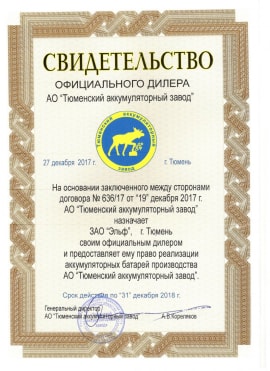 СВИДЕТЕЛЬСТВО
ОФИЦИАЛЬНОГО ДИЛЕРА
АО "Тюменский аккумуляторный завод"
Тюменский аккумуляторный
завод
27 декабря 2017 г. г. Тюмень
На основании заключенного между сторонами
договора № 636/17 от "19" декабря 2017 г.
АО "Тюменский аккумуляторный завод"
назначает
ЗАО "Эльф", г. Тюмень
своим официальным дилером
и предоставляет ему право реализации
аккумуляторных батарей производства
АО "Тюменский аккумуляторный завод".
Срок действия по "31" декабря 2018 г.
Генеральный директор
АО "Тюменский аккумуляторный завод А.В.Корепяков